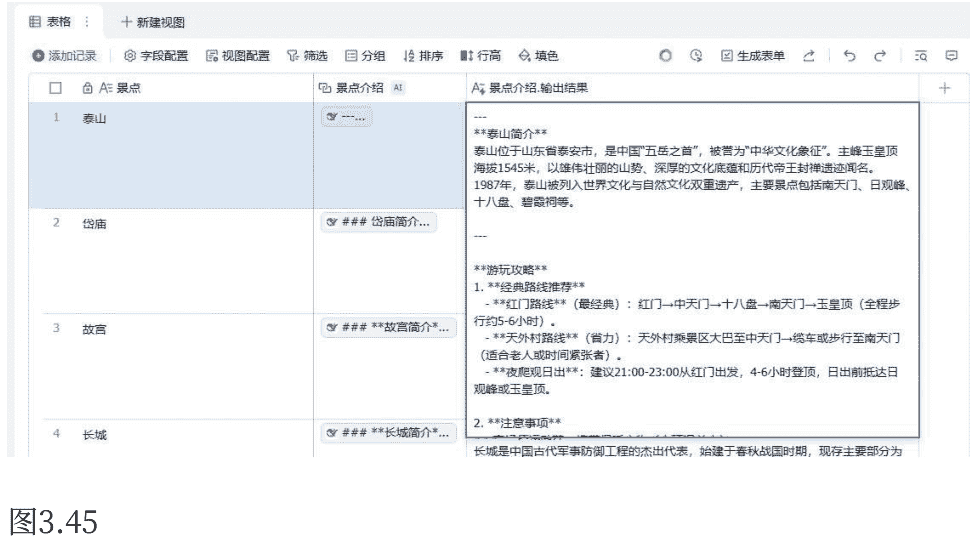 表格
新建视图
添加记录 字段配置 视图配置 筛选 分组 排序 行高 填色 生成表单
景点 景点介绍 AI 景点介绍.输出结果
1 泰山 ---...
---
**泰山简介**
泰山位于山东省泰安市，是中国“五岳之首”，被誉为“中华文化象征”。主峰玉皇顶
海拔1545米，以雄伟壮丽的山势、深厚的文化底蕴和历代帝王封禅遗迹闻名。
1987年，泰山被列入世界文化与自然文化双重遗产，主要景点包括南天门、日观峰、
十八盘、碧霞祠等。
2 岱庙 ### 岱庙简介...
---
**游玩攻略**
1. **经典路线推荐**
- **红门路线**（最经典）：红门→中天门→十八盘→南天门→玉皇顶（全程步
行约5-6小时）。
3 故宫 ### **故宫简介*...
- **天外村路线**（省力）：天外村乘景区大巴至中天门→缆车或步行至南天门
（适合老人或时间紧张者）。
- **夜爬观日出**：建议21:00-23:00从红门出发，4-6小时登顶，日出前抵达日
观峰或玉皇顶。
2. **注意事项**
4 长城 ### **长城简介*...
长城是中国古代军事防御工程的杰出代表，始建于春秋战国时期，现存主要部分为
图3.45